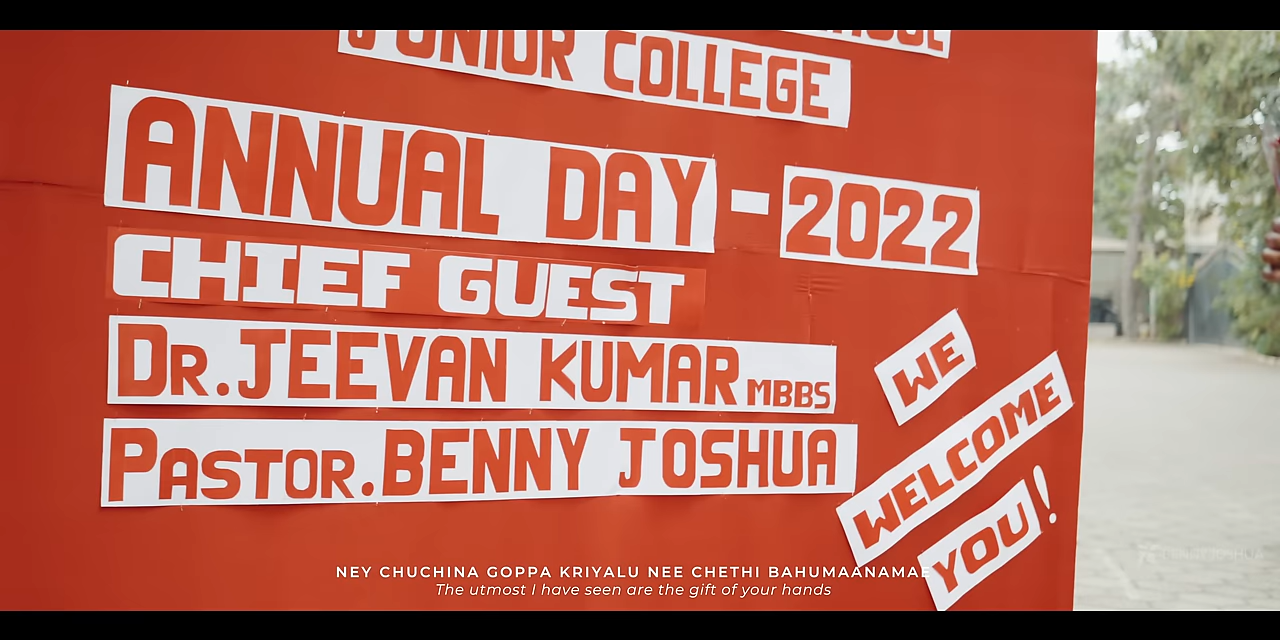 JUNIOR COLLEGE
ANNUAL DAY - 2022
CHIEF GUEST
DR. JEEVAN KUMAR MBBS
PASTOR. BENNY JOSHUA
WE
WELCOME
YOU!
NEY CHUCHINA GOPPA KRIYALU NEE CHETHI BAHUMAANAMAE
The utmost I have seen are the gift of your hands